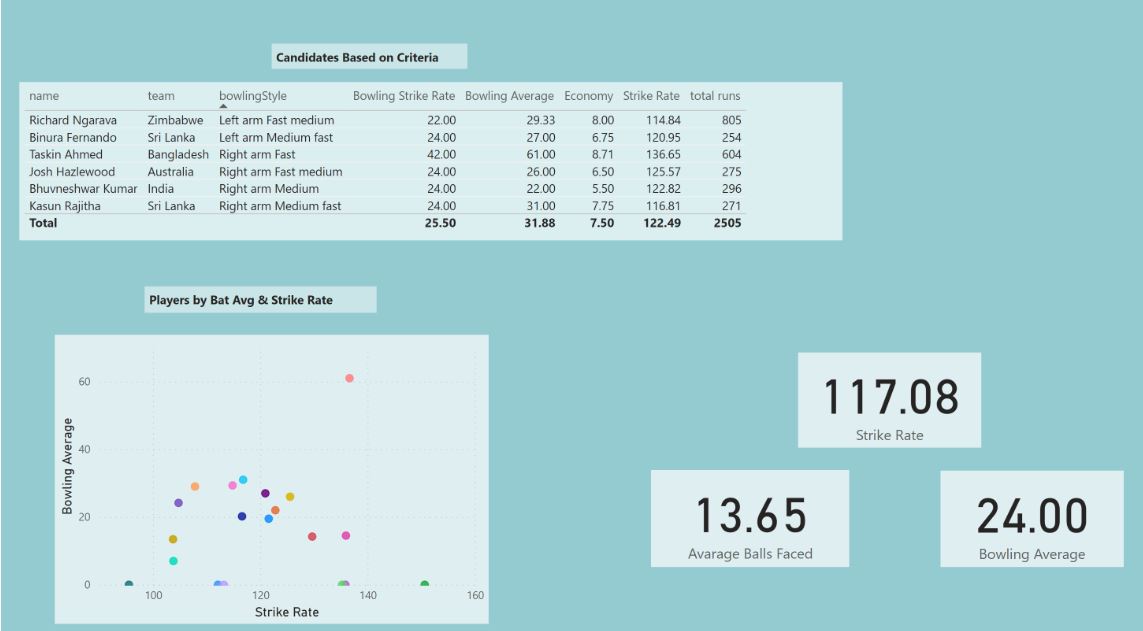 Candidates Based on Criteria
name team bowlingStyle Bowling Strike Rate Bowling Average Economy Strike Rate total runs
Richard Ngarava Zimbabwe Left arm Fast medium 22.00 29.33 8.00 114.84 805
Binura Fernando Sri Lanka Left arm Medium fast 24.00 27.00 6.75 120.95 254
Taskin Ahmed Bangladesh Right arm Fast 42.00 61.00 8.71 136.65 604
Josh Hazlewood Australia Right arm Fast medium 24.00 26.00 6.50 125.57 275
Bhuvneshwar Kumar India Right arm Medium 24.00 22.00 5.50 122.82 296
Kasun Rajitha Sri Lanka Right arm Medium fast 24.00 31.00 7.75 116.81 271
Total 25.50 31.88 7.50 122.49 2505
Players by Bat Avg & Strike Rate
60
40
20
0
Bowling Average
100 120 140 160
Strike Rate
117.08
Strike Rate
13.65
Avarage Balls Faced
24.00
Bowling Average